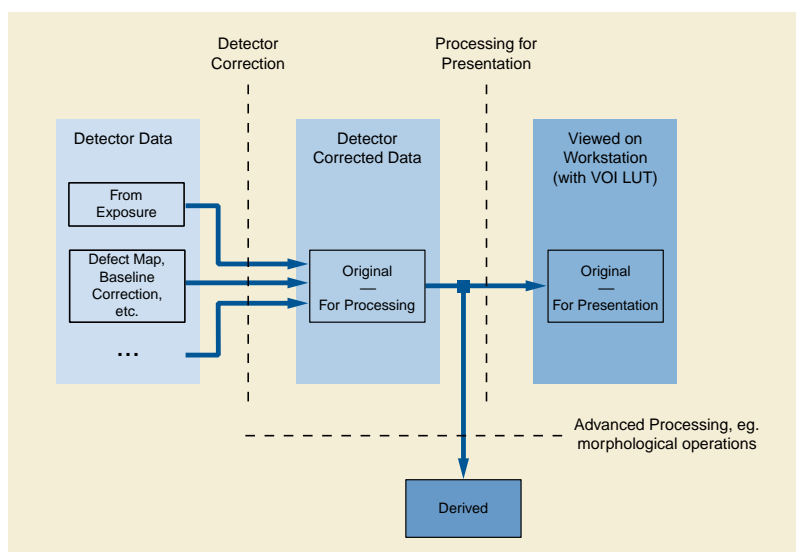 Detector
Correction
Processing for
Presentation
Detector Data
From
Exposure
Defect Map,
Baseline
Correction,
etc.
...
Detector
Corrected Data
Original
—
For Processing
Viewed on
Workstation
(with VOI LUT)
Original
—
For Presentation
Advanced Processing, eg.
morphological operations
Derived